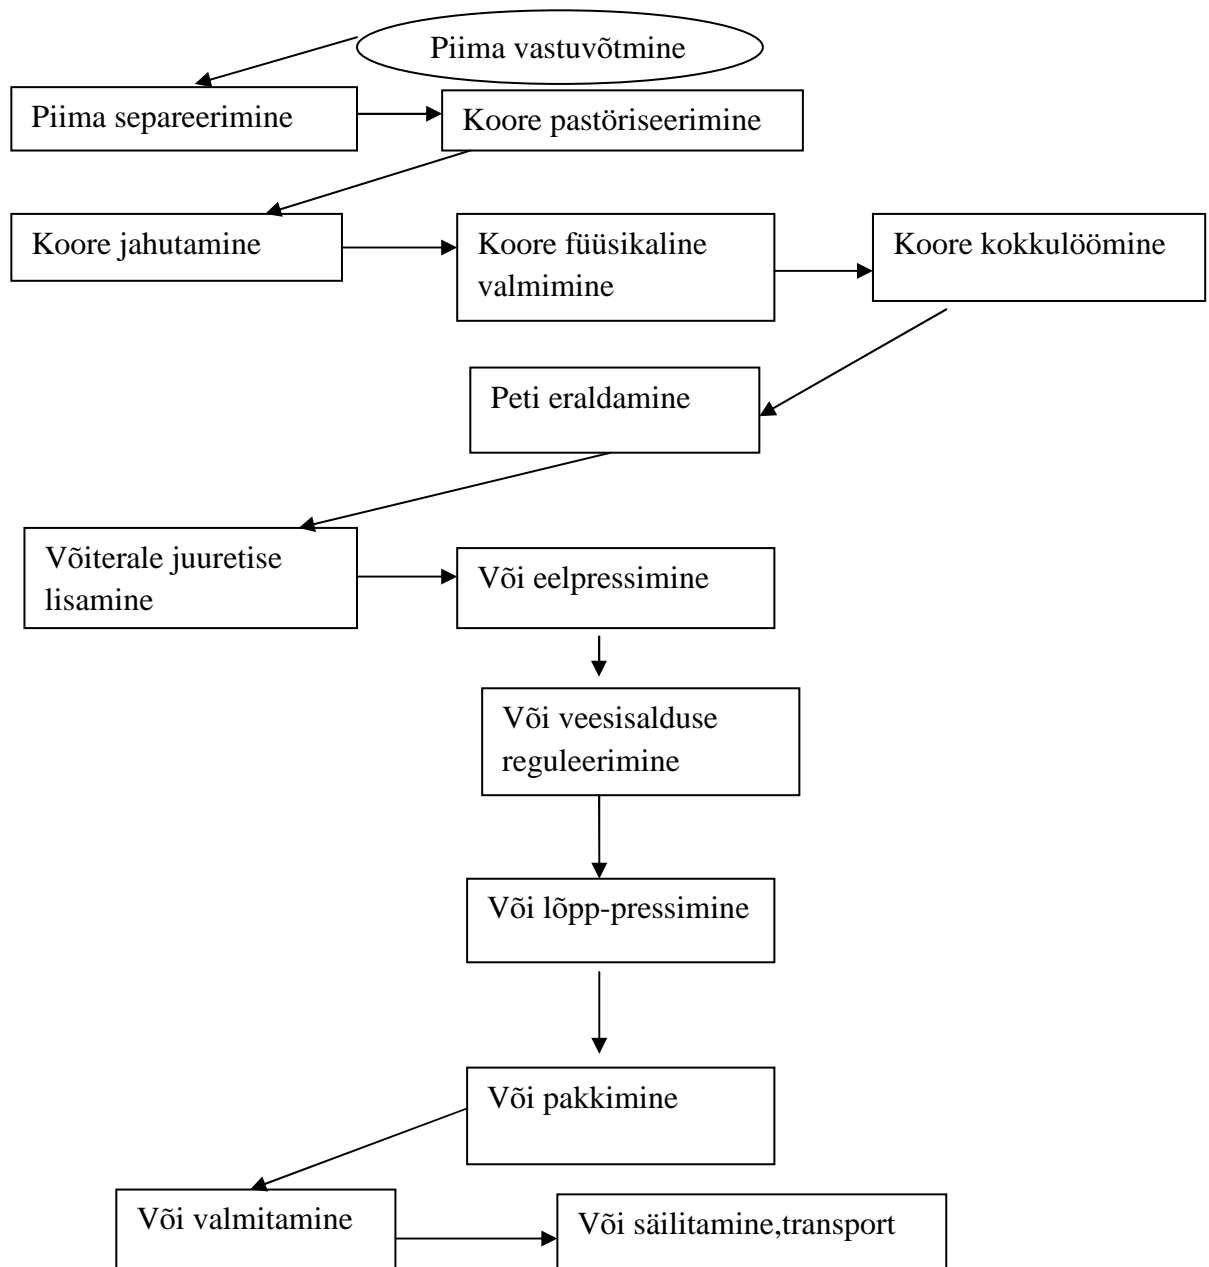 Piima vastuvõtmine
Piima separeerimine
Koore pastöriseerimine
Koore jahutamine
Koore füüsikaline
valmimine
Koore kokkulöömine
Peti eraldamine
Võiterale juuretise
lisamine
Või eelpressimine
Või veesisalduse
reguleerimine
Või lõpp-pressimine
Või pakkimine
Või valmitamine
Või säilitamine,transport